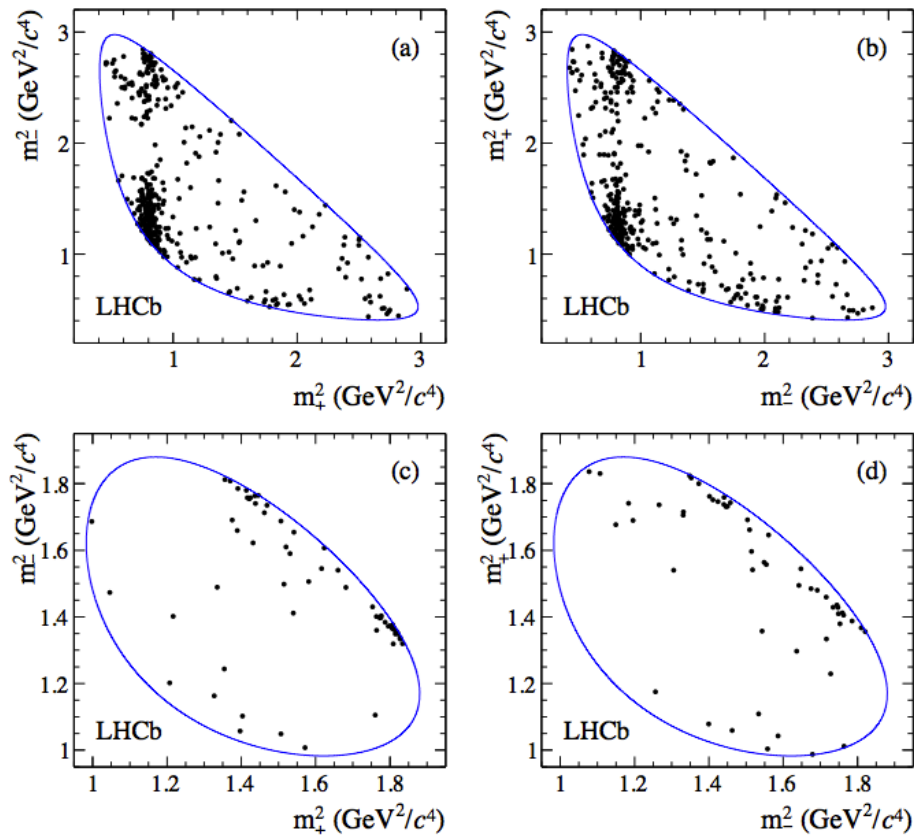 m²₋ (GeV²/c⁴)
3
2
1
(a)
LHCb
1
2
3
m²₊ (GeV²/c⁴)
m²₊ (GeV²/c⁴)
3
2
1
(b)
LHCb
1
2
3
m²₋ (GeV²/c⁴)
m²₋ (GeV²/c⁴)
1.8
1.6
1.4
1.2
1
(c)
LHCb
1
1.2
1.4
1.6
1.8
m²₊ (GeV²/c⁴)
m²₊ (GeV²/c⁴)
1.8
1.6
1.4
1.2
1
(d)
LHCb
1
1.2
1.4
1.6
1.8
m²₋ (GeV²/c⁴)